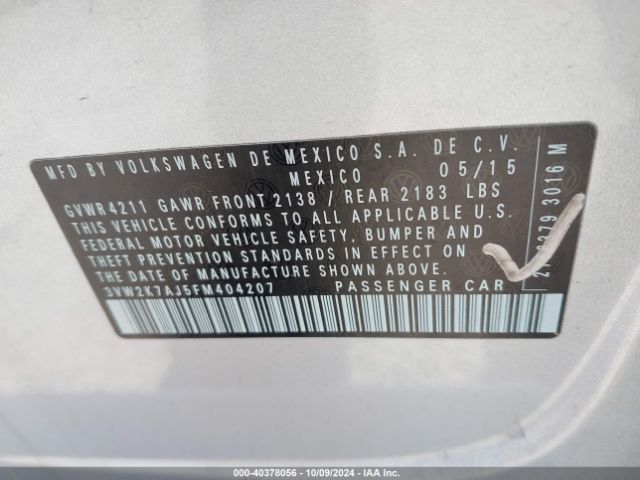 MFD BY VOLKSWAGEN DE MEXICO S.A. DE C.V.
MEXICO 05/15
GVWR 4211 GAWR FRONT 2138 / REAR 2183 LBS
THIS VEHICLE CONFORMS TO ALL APPLICABLE U.S.
FEDERAL MOTOR VEHICLE SAFETY, BUMPER AND
THEFT PREVENTION STANDARDS IN EFFECT ON
THE DATE OF MANUFACTURE SHOWN ABOVE.
3VW2K7AJ5FM404207 PASSENGER CAR
3016 M
000-40378056 - 10/09/2024 - Copyright IAA, Inc.